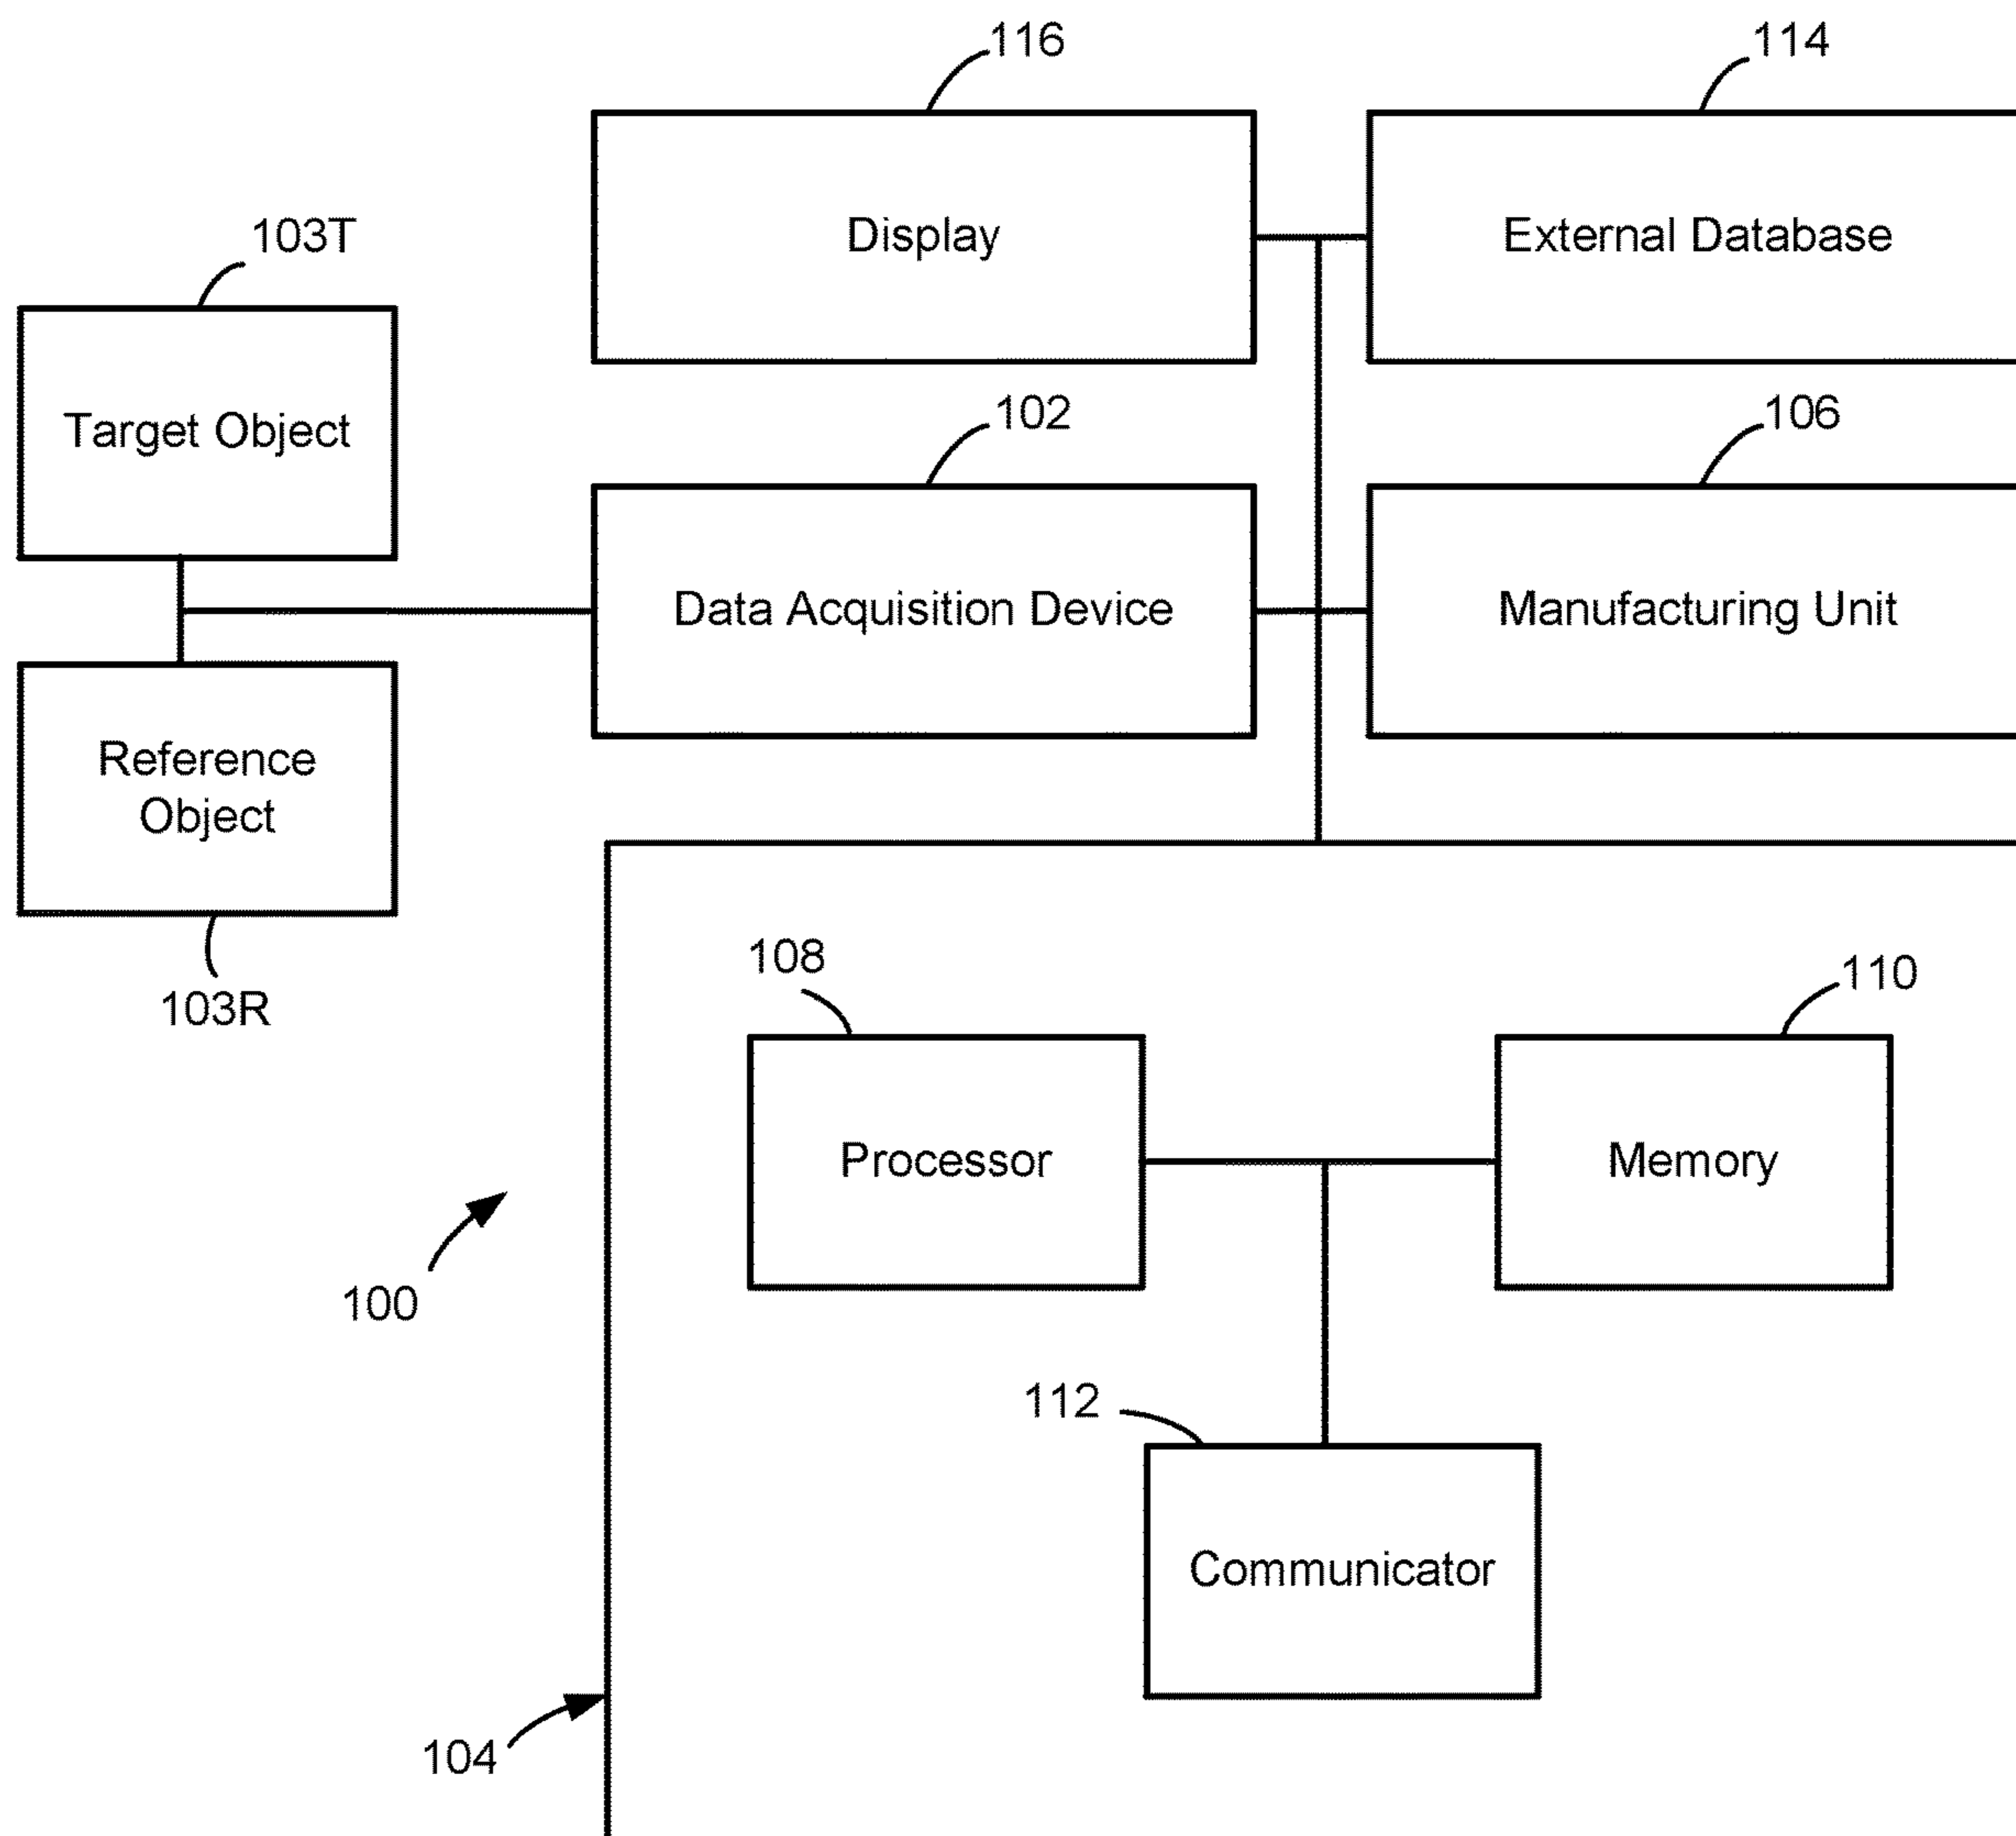 116
114
Display
External Database
103T
Target Object
102
106
Data Acquisition Device
Manufacturing Unit
Reference
Object
103R
108
110
Processor
Memory
100
112
Communicator
104